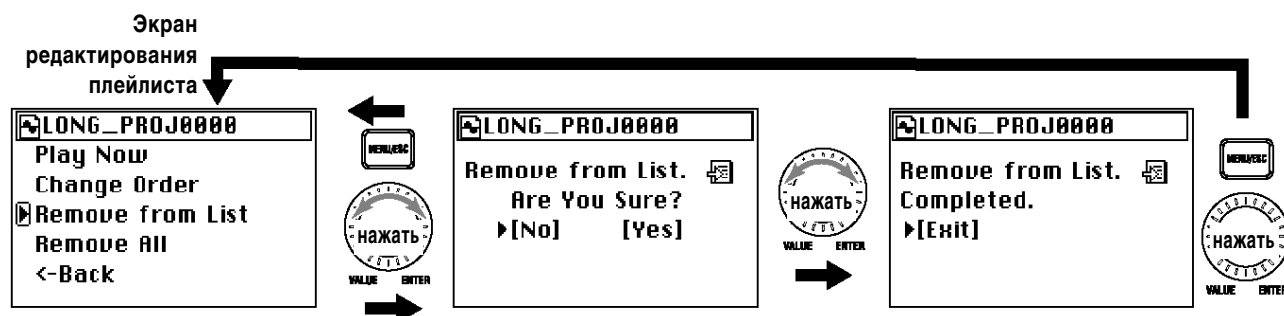 Экран
редактирования
плейлиста
LONG_PROJ0000
Play Now
Change Order
Remove from List
Remove All
<-Back
MENU/ESC
нажать
VALUE ENTER
LONG_PROJ0000
Remove from List.
Are You Sure?
[No] [Yes]
нажать
VALUE ENTER
LONG_PROJ0000
Remove from List.
Completed.
[Exit]
MENU/ESC
нажать
VALUE ENTER